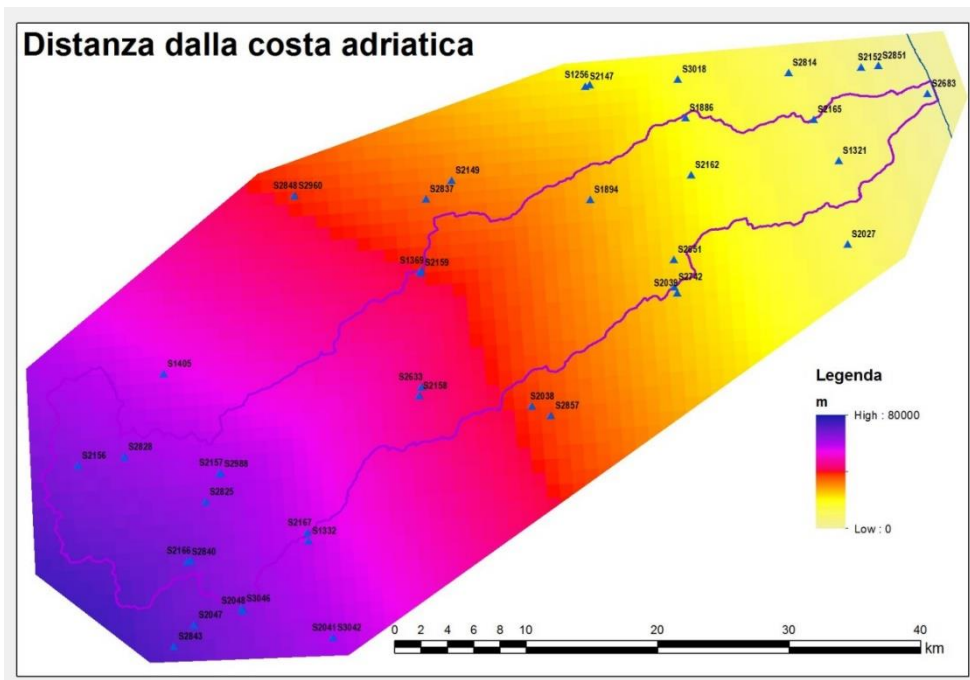 Distanza dalla costa adriatica
S2152 S2851
S2814
S3018
S1256 S2147
S2683
S1886
S2165
S1321
S2162
S2149
S2848 S2960
S2837
S1894
S2027
S2651
S1369 S2159
S2742
S2039
S1405
S2633
S2158
S2038
S2857
S2828
S2156
S2157 S2988
S2825
S2167
S1332
S2166 S2840
S2048 S3046
S2047
S2041 S3042
S2843
Legenda
m
High : 80000
Low : 0
0 2 4 6 8 10 20 30 40
km